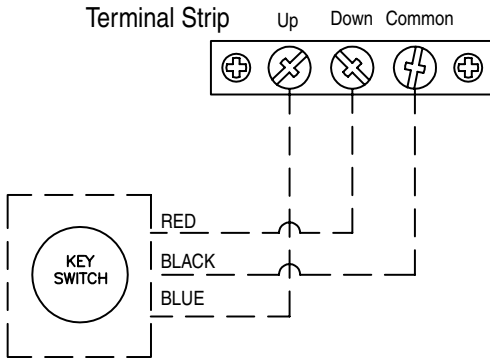 Terminal Strip Up Down Common
RED
KEY
SWITCH
BLACK
BLUE